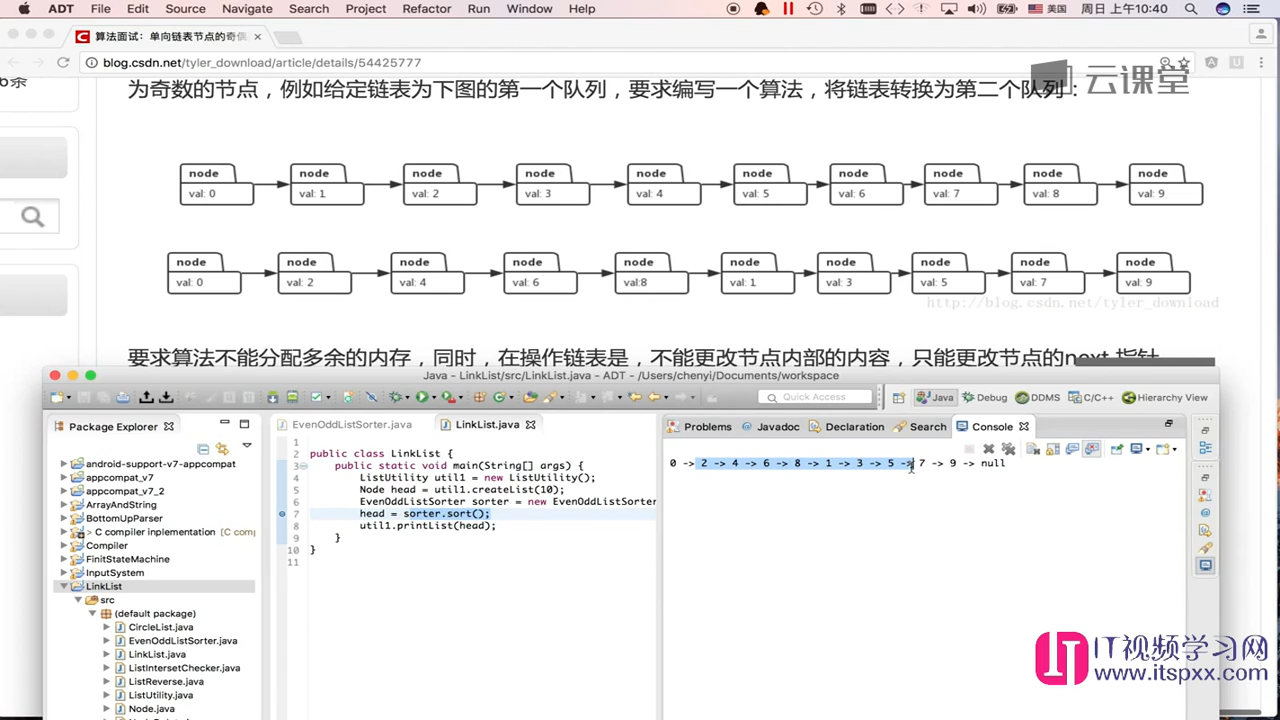 ADT File Edit Source Navigate Search Project Refactor Run Window Help 美国 周日 上午10:40
算法面试：单向链表节点的奇偶
blog.csdn.net/tyler_download/article/details/54425777
6条
云课堂
为奇数的节点，例如给定链表为下图的第一个队列，要求编写一个算法，将链表转换为第二个队列：
node node node node node node node node node node
val: 0 val: 1 val: 2 val: 3 val: 4 val: 5 val: 6 val: 7 val: 8 val: 9
node node node node node node node node node node
val: 0 val: 2 val: 4 val: 6 val:8 val: 1 val: 3 val: 5 val: 7 val: 9
http://blog.csdn.net/tyler_download
要求算法不能分配多余的内存，同时，在操作链表是，不能更改节点内部的内容，只能更改节点的next 指针
Java - LinkList/src/LinkList.java - ADT - /Users/chenyi/Documents/workspace
Quick Access
Java Debug DDMS C/C++ Hierarchy View
Package Explorer
android-support-v7-appcompat
appcompat_v7
appcompat_v7_2
ArrayAndString
BottomUpParser
> C compiler inplementation [C comp
Compiler
FinitStateMachine
InputSystem
LinkList
src
(default package)
CircleList.java
EvenOddListSorter.java
LinkList.java
ListIntersetChecker.java
ListReverse.java
ListUtility.java
Node.java
EvenOddListSorter.java LinkList.java
1
2 public class LinkList {
3 public static void main(String[] args) {
4 ListUtility util1 = new ListUtility();
5 Node head = util1.createList(10);
6 EvenOddListSorter sorter = new EvenOddListSorter
7 head = sorter.sort();
8 util1.printList(head);
9 }
10 }
11
Problems Javadoc Declaration Search Console
0 -> 2 -> 4 -> 6 -> 8 -> 1 -> 3 -> 5 -> 7 -> 9 -> null
IT视频学习网
www.itspxx.com